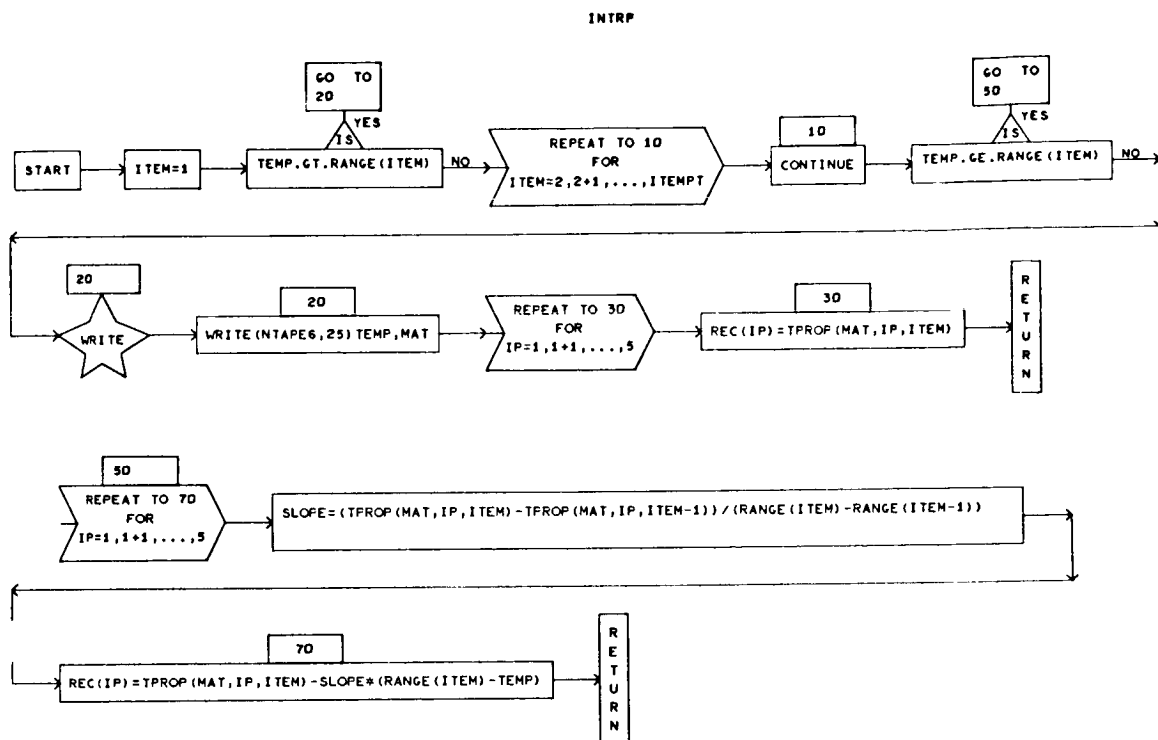 INTRP
GO TO
20
YES
IS
START
ITEM=1
TEMP.GT.RANGE(ITEM)
NO
REPEAT TO 10
FOR
ITEM=2,2+1,...,ITEMPT
10
CONTINUE
GO TO
50
YES
IS
TEMP.GE.RANGE(ITEM)
NO
20
WRITE
20
WRITE(NTAPE6,25)TEMP,MAT
REPEAT TO 30
FOR
IP=1,1+1,...,5
30
REC(IP)=TPROP(MAT,IP,ITEM)
RETURN
50
REPEAT TO 70
FOR
IP=1,1+1,...,5
SLOPE=(TPROP(MAT,IP,ITEM)-TPROP(MAT,IP,ITEM-1))/(RANGE(ITEM)-RANGE(ITEM-1))
70
REC(IP)=TPROP(MAT,IP,ITEM)-SLOPE*(RANGE(ITEM)-TEMP)
RETURN